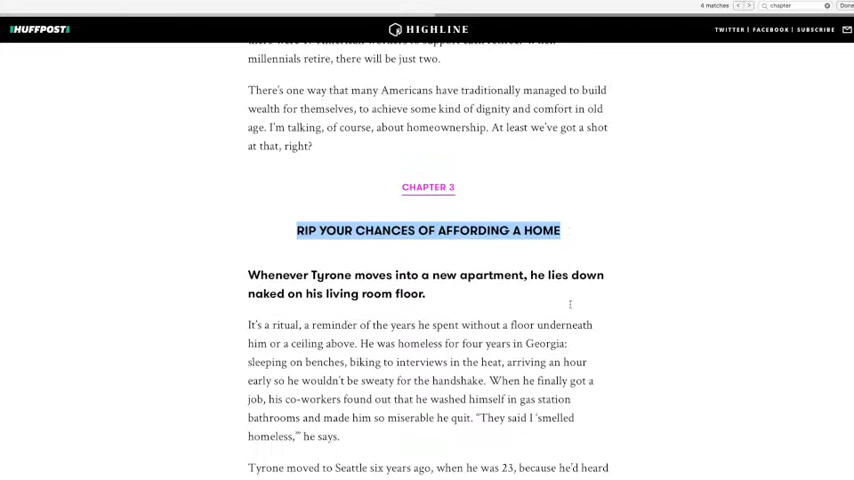 4 matches
chapter
Done
HUFFPOST
HIGHLINE
TWITTER | FACEBOOK | SUBSCRIBE
millennials retire, there will be just two.
There's one way that many Americans have traditionally managed to build
wealth for themselves, to achieve some kind of dignity and comfort in old
age. I'm talking, of course, about homeownership. At least we've got a shot
at that, right?
CHAPTER 3
RIP YOUR CHANCES OF AFFORDING A HOME
Whenever Tyrone moves into a new apartment, he lies down
naked on his living room floor.
It's a ritual, a reminder of the years he spent without a floor underneath
him or a ceiling above. He was homeless for four years in Georgia:
sleeping on benches, biking to interviews in the heat, arriving an hour
early so he wouldn't be sweaty for the handshake. When he finally got a
job, his co-workers found out that he washed himself in gas station
bathrooms and made him so miserable he quit. “They said I ‘smelled
homeless,’” he says.
Tyrone moved to Seattle six years ago, when he was 23, because he'd heard